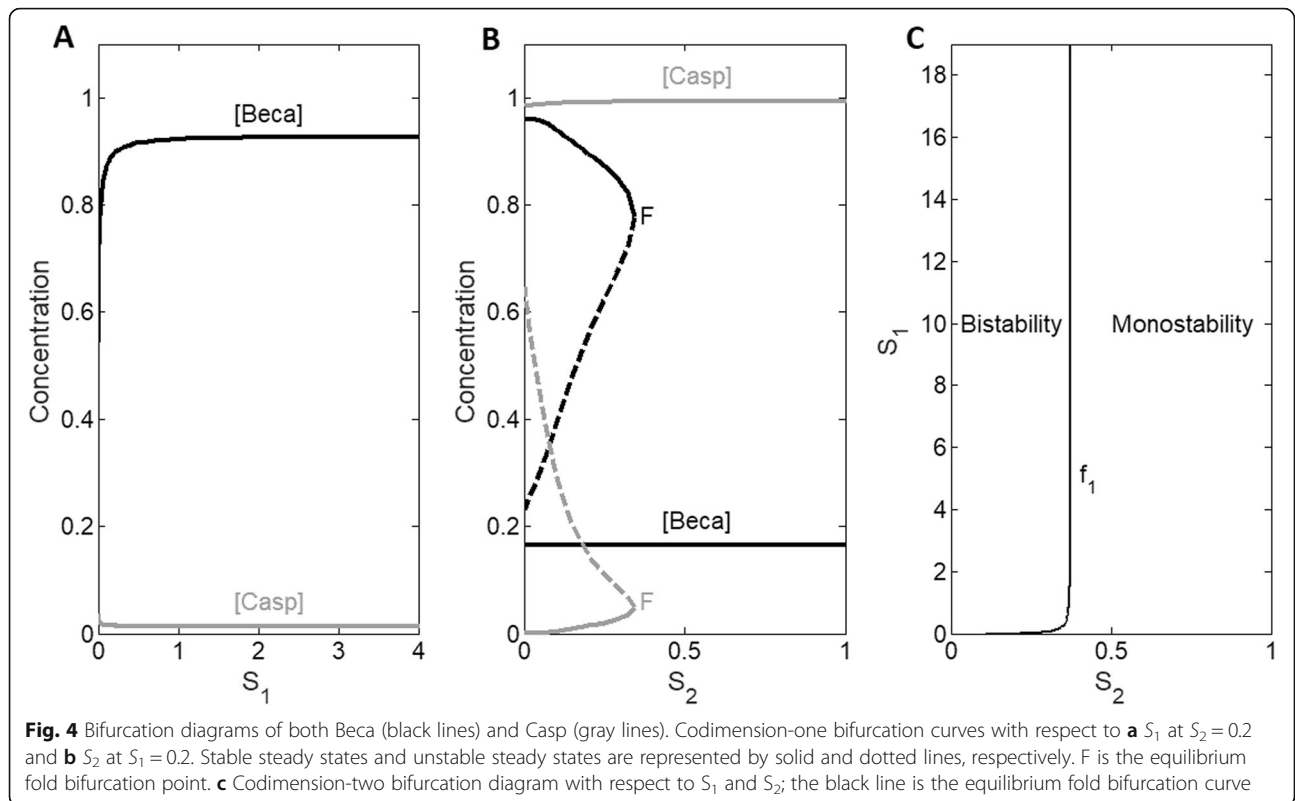 A
B
C
[Beca]
[Casp]
Concentration
0
0.2
0.4
0.6
0.8
1
0
1
2
3
4
S₁
[Casp]
F
[Beca]
F
Concentration
0
0.2
0.4
0.6
0.8
1
0
0.5
1
S₂
18
16
14
12
10
8
6
4
2
0
S₁
Bistability
Monostability
f₁
0
0.5
1
S₂
Fig. 4 Bifurcation diagrams of both Beca (black lines) and Casp (gray lines). Codimension-one bifurcation curves with respect to a S₁ at S₂ = 0.2
and b S₂ at S₁ = 0.2. Stable steady states and unstable steady states are represented by solid and dotted lines, respectively. F is the equilibrium
fold bifurcation point. c Codimension-two bifurcation diagram with respect to S₁ and S₂; the black line is the equilibrium fold bifurcation curve